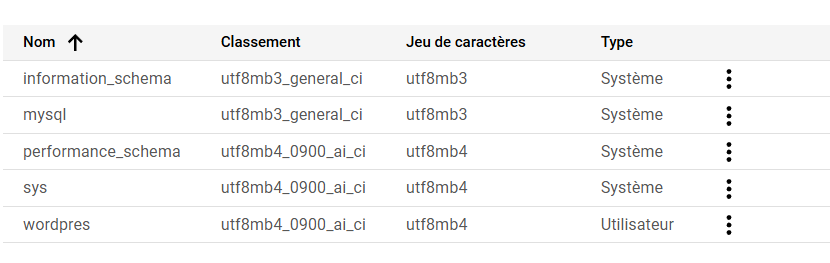 Nom Classement Jeu de caractères Type
information_schema utf8mb3_general_ci utf8mb3 Système
mysql utf8mb3_general_ci utf8mb3 Système
performance_schema utf8mb4_0900_ai_ci utf8mb4 Système
sys utf8mb4_0900_ai_ci utf8mb4 Système
wordpres utf8mb4_0900_ai_ci utf8mb4 Utilisateur